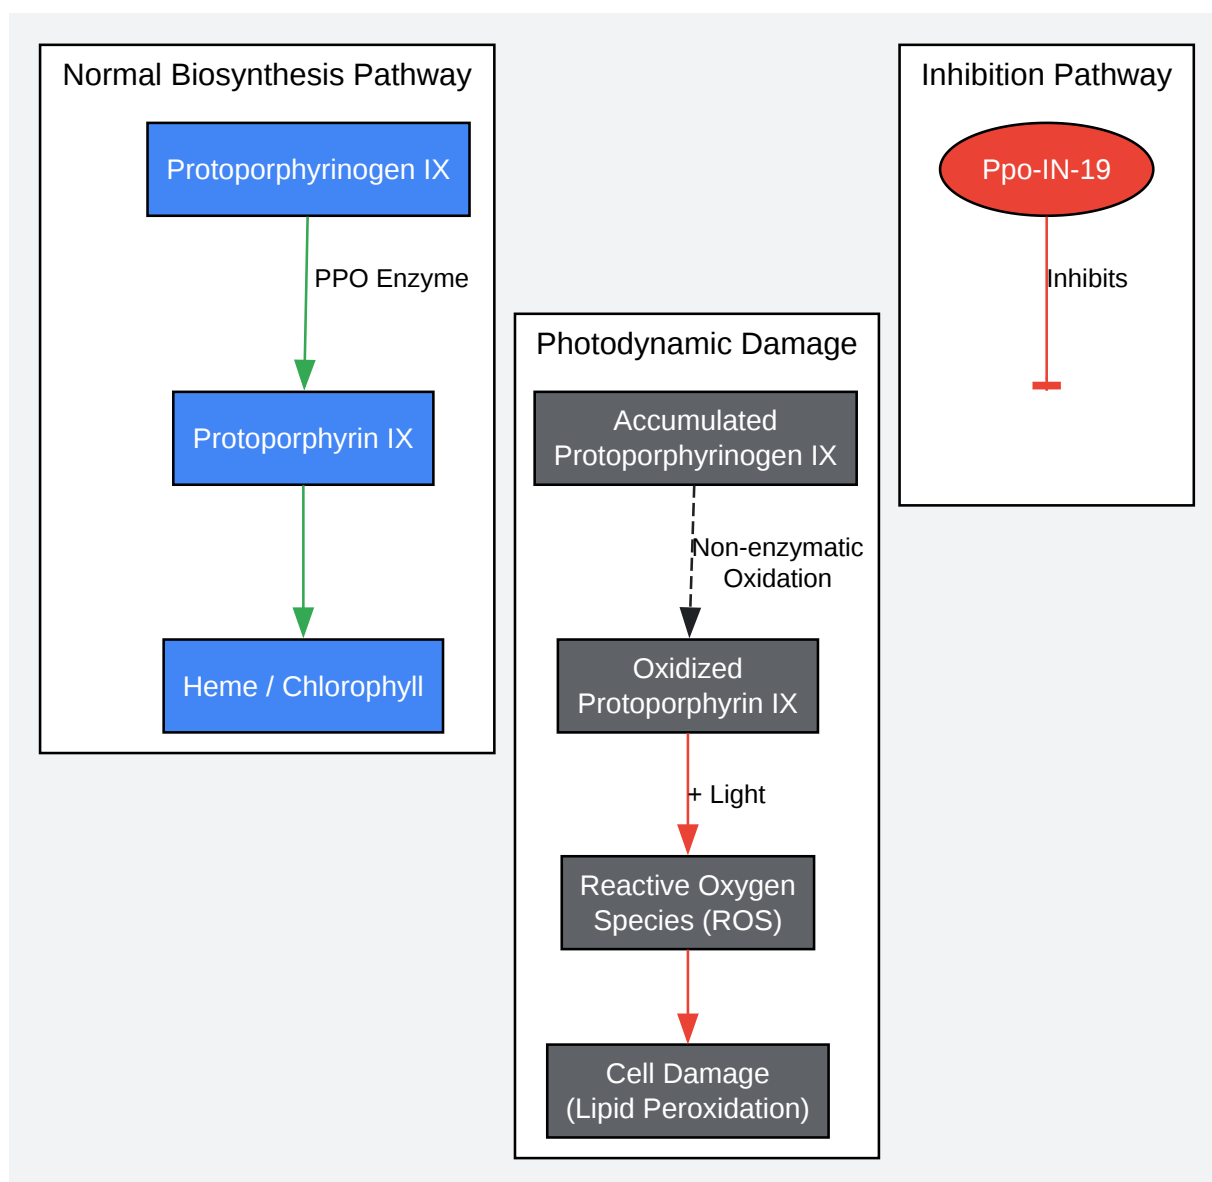 Normal Biosynthesis Pathway
Protoporphyrinogen IX
PPO Enzyme
Protoporphyrin IX
Heme / Chlorophyll
Photodynamic Damage
Accumulated
Protoporphyrinogen IX
Non-enzymatic
Oxidation
Oxidized
Protoporphyrin IX
+ Light
Reactive Oxygen
Species (ROS)
Cell Damage
(Lipid Peroxidation)
Inhibition Pathway
Ppo-IN-19
Inhibits